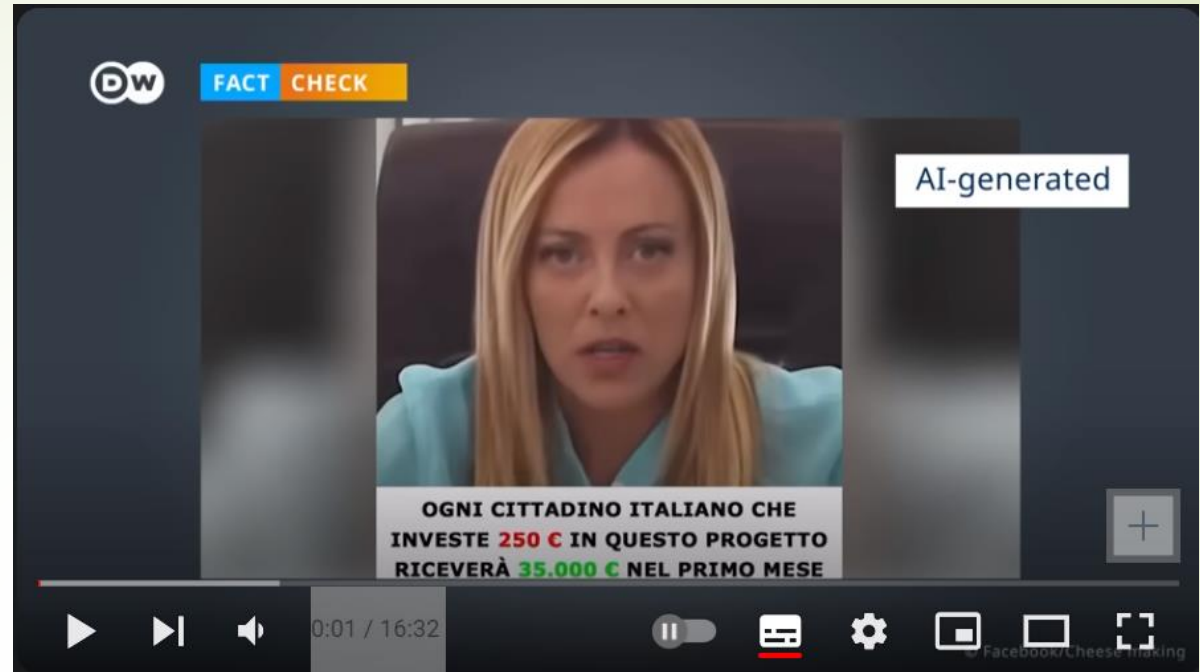 DW FACT CHECK
AI-generated
OGNI CITTADINO ITALIANO CHE
INVESTE 250 € IN QUESTO PROGETTO
RICEVERÀ 35.000 € NEL PRIMO MESE
0:01 / 16:32
© Facebook/Cheese making